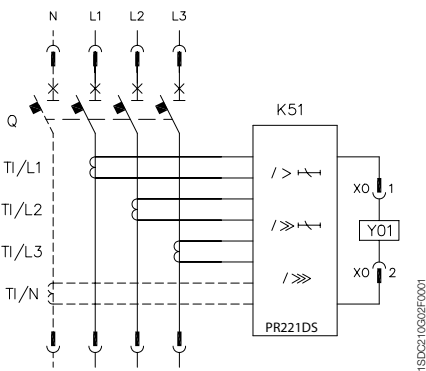 N L1 L2 L3
K51
Q
TI/L1
TI/L2
TI/L3
TI/N
/ >
/ ≫
/ ⋙
PR221DS
X0 1
Y01
X0 2
1SDC210G02F0001